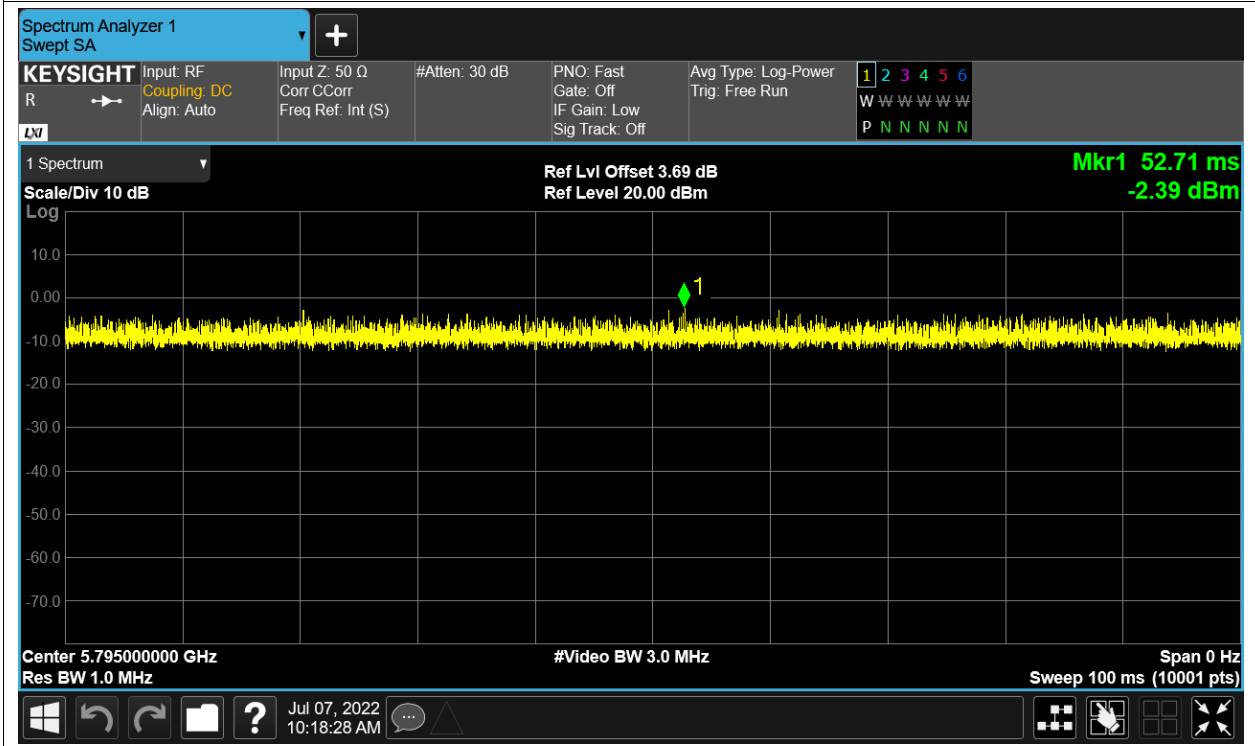 Spectrum Analyzer 1
Swept SA
KEYSIGHT
R
LXI
Input: RF
Coupling: DC
Align: Auto
Input Z: 50 Ω
Corr CCorr
Freq Ref: Int (S)
#Atten: 30 dB
PNO: Fast
Gate: Off
IF Gain: Low
Sig Track: Off
Avg Type: Log-Power
Trig: Free Run
1 2 3 4 5 6
W W W W W W
P N N N N N
1 Spectrum
Scale/Div 10 dB
Log
Ref Lvl Offset 3.69 dB
Ref Level 20.00 dBm
Mkr1 52.71 ms
-2.39 dBm
1
10.0
0.00
-10.0
-20.0
-30.0
-40.0
-50.0
-60.0
-70.0
Center 5.795000000 GHz
Res BW 1.0 MHz
#Video BW 3.0 MHz
Span 0 Hz
Sweep 100 ms (10001 pts)
?
Jul 07, 2022
10:18:28 AM